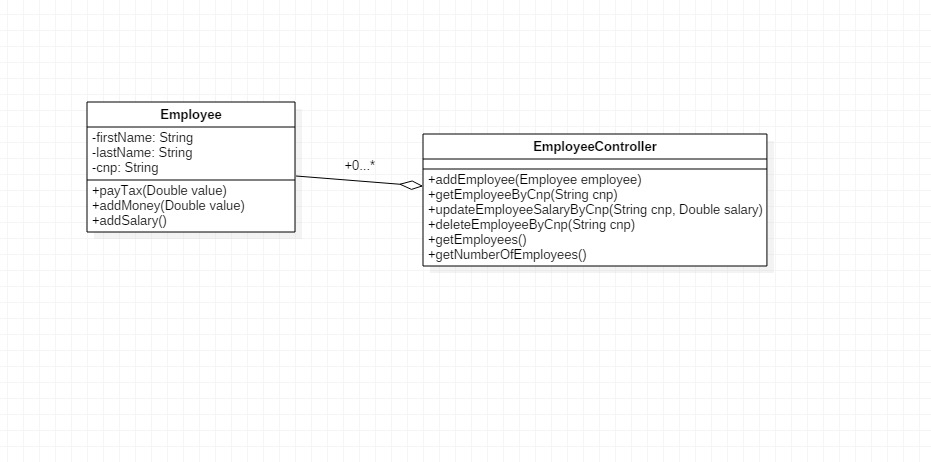 Employee
-firstName: String
-lastName: String
-cnp: String
+payTax(Double value)
+addMoney(Double value)
+addSalary()
+0...*
EmployeeController
+addEmployee(Employee employee)
+getEmployeeByCnp(String cnp)
+updateEmployeeSalaryByCnp(String cnp, Double salary)
+deleteEmployeeByCnp(String cnp)
+getEmployees()
+getNumberOfEmployees()